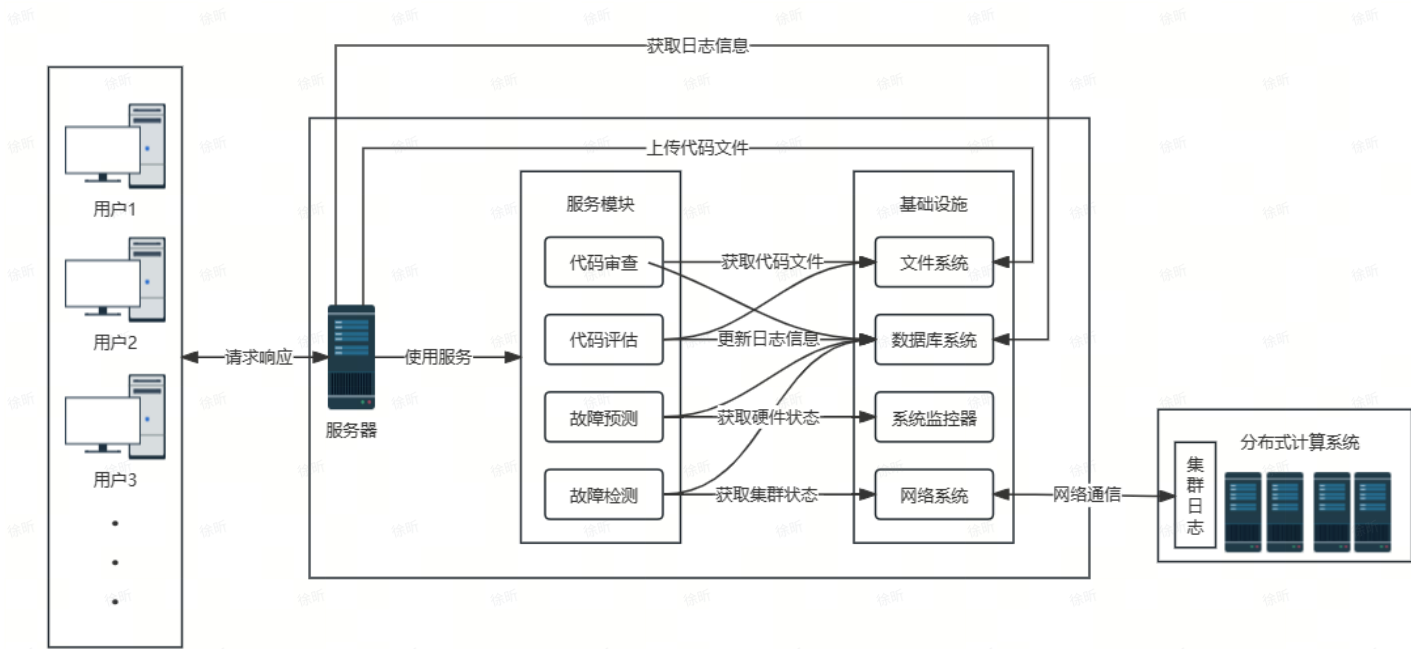 获取日志信息
上传代码文件
用户1
用户2
用户3
请求响应
服务器
使用服务
服务模块
代码审查
代码评估
故障预测
故障检测
获取代码文件
更新日志信息
获取硬件状态
获取集群状态
基础设施
文件系统
数据库系统
系统监控器
网络系统
网络通信
分布式计算系统
集
群
日
志
徐昕